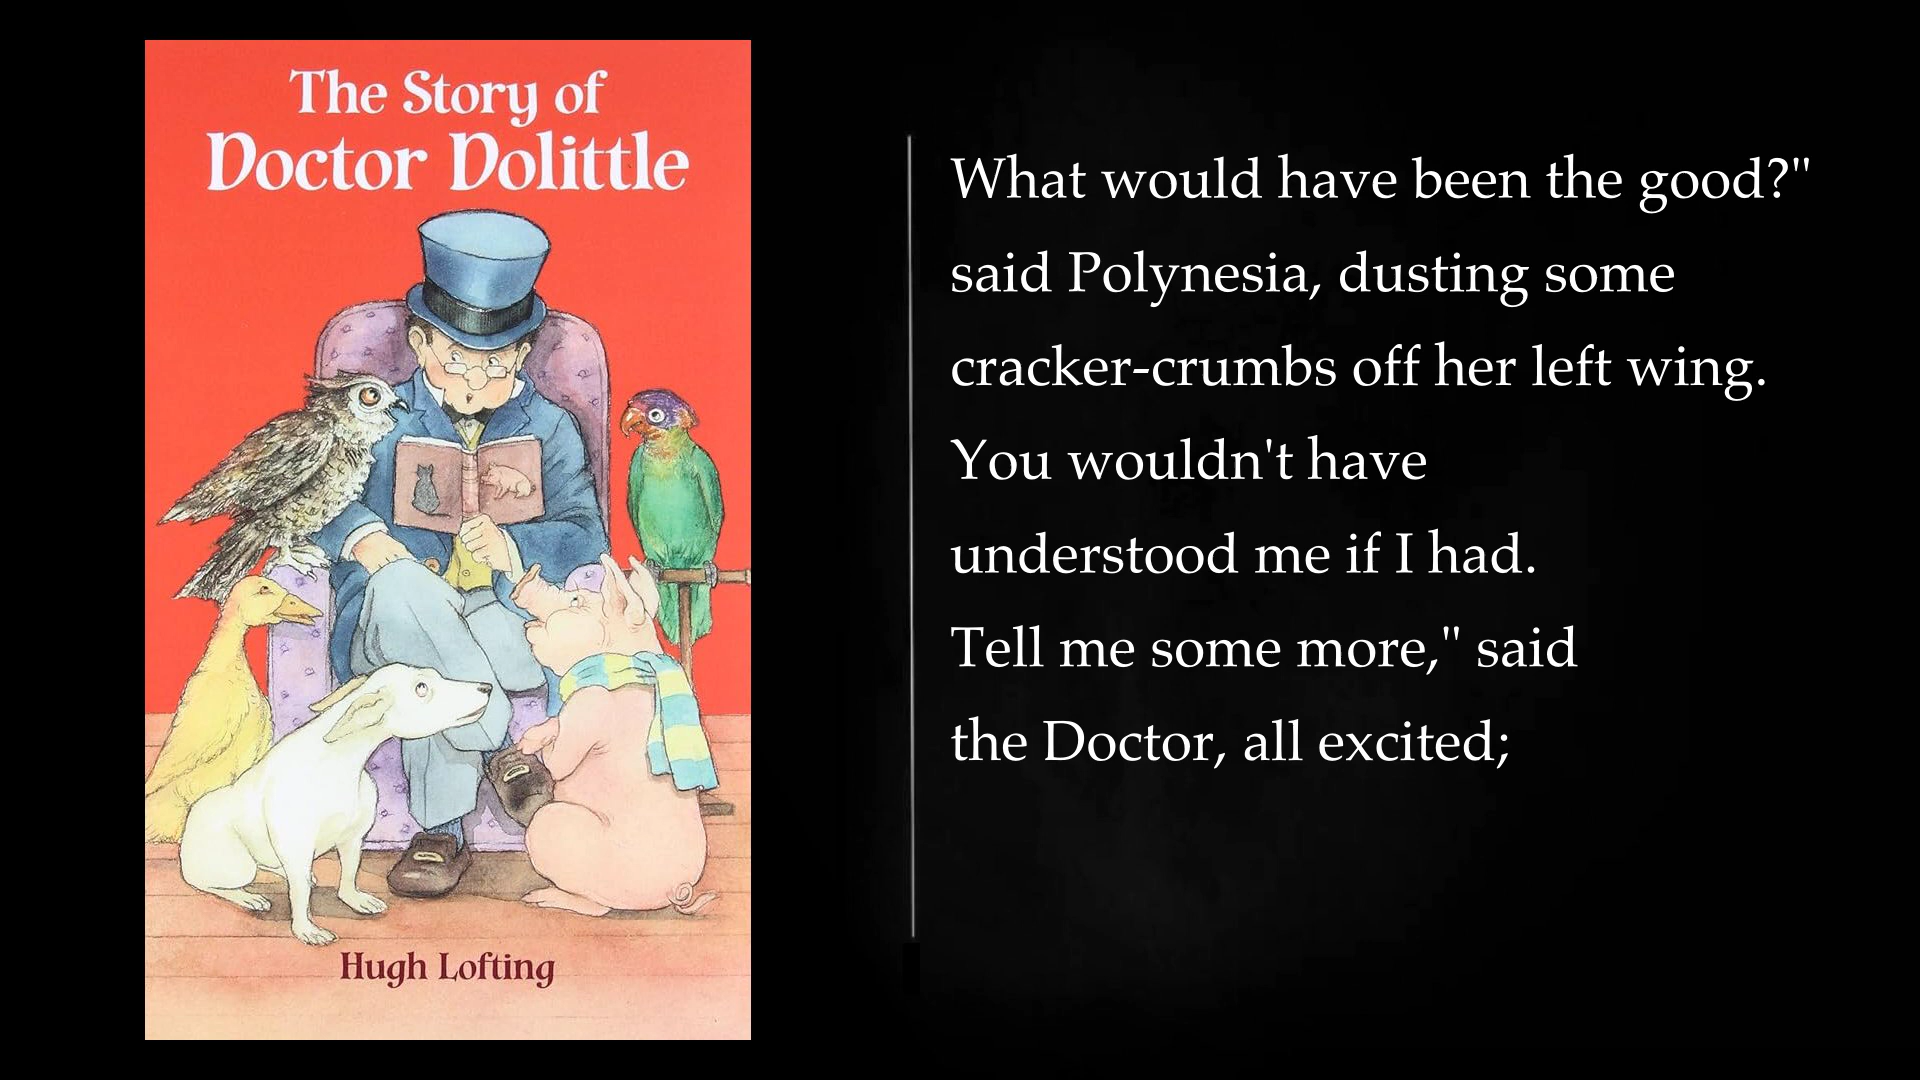 The Story of
Doctor Dolittle
Hugh Lofting
What would have been the good?"
said Polynesia, dusting some
cracker-crumbs off her left wing.
You wouldn't have
understood me if I had.
Tell me some more," said
the Doctor, all excited;